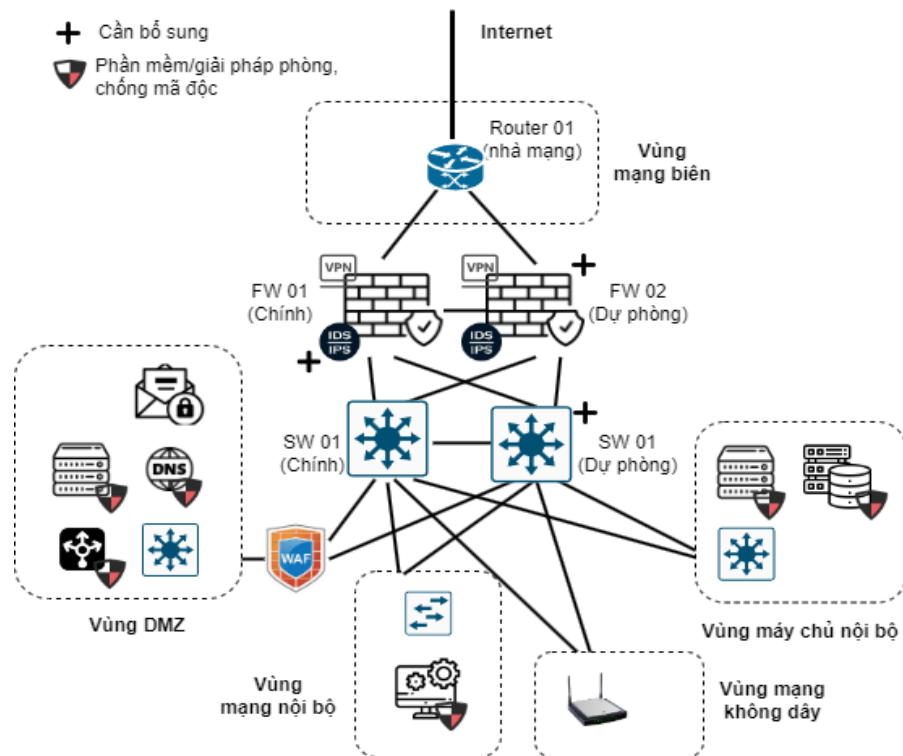 Cần bổ sung
Phần mềm/giải pháp phòng,
chống mã độc
Internet
Router 01
(nhà mạng)
Vùng
mạng biên
VPN
VPN
FW 01
(Chính)
FW 02
(Dự phòng)
IDS
IPS
IDS
IPS
DNS
SW 01
(Chính)
SW 01
(Dự phòng)
WAF
Vùng DMZ
Vùng máy chủ nội bộ
Vùng
mạng nội bộ
Vùng mạng
không dây